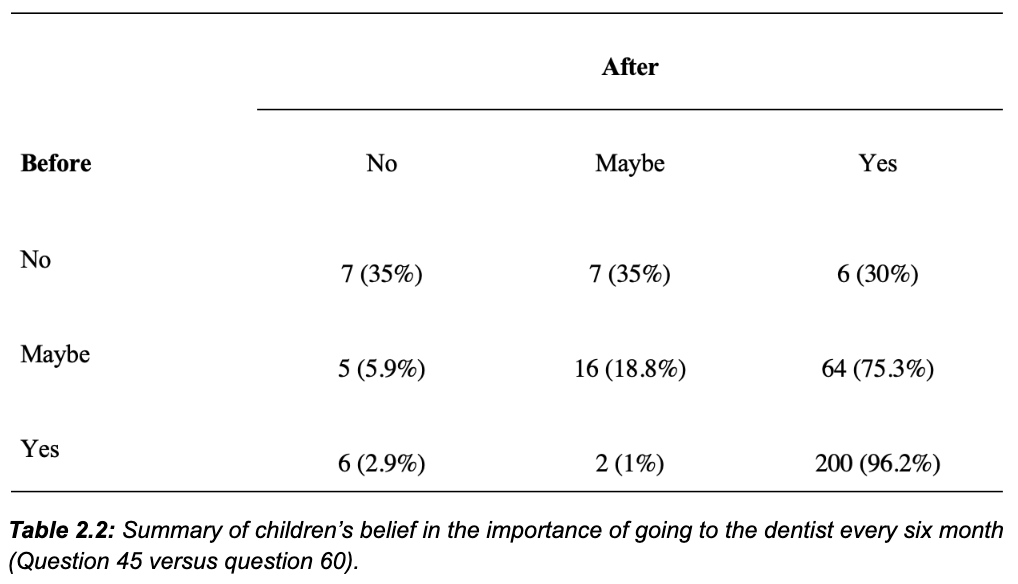 After
Before No Maybe Yes
No 7 (35%) 7 (35%) 6 (30%)
Maybe 5 (5.9%) 16 (18.8%) 64 (75.3%)
Yes 6 (2.9%) 2 (1%) 200 (96.2%)
Table 2.2: Summary of children’s belief in the importance of going to the dentist every six month
(Question 45 versus question 60).